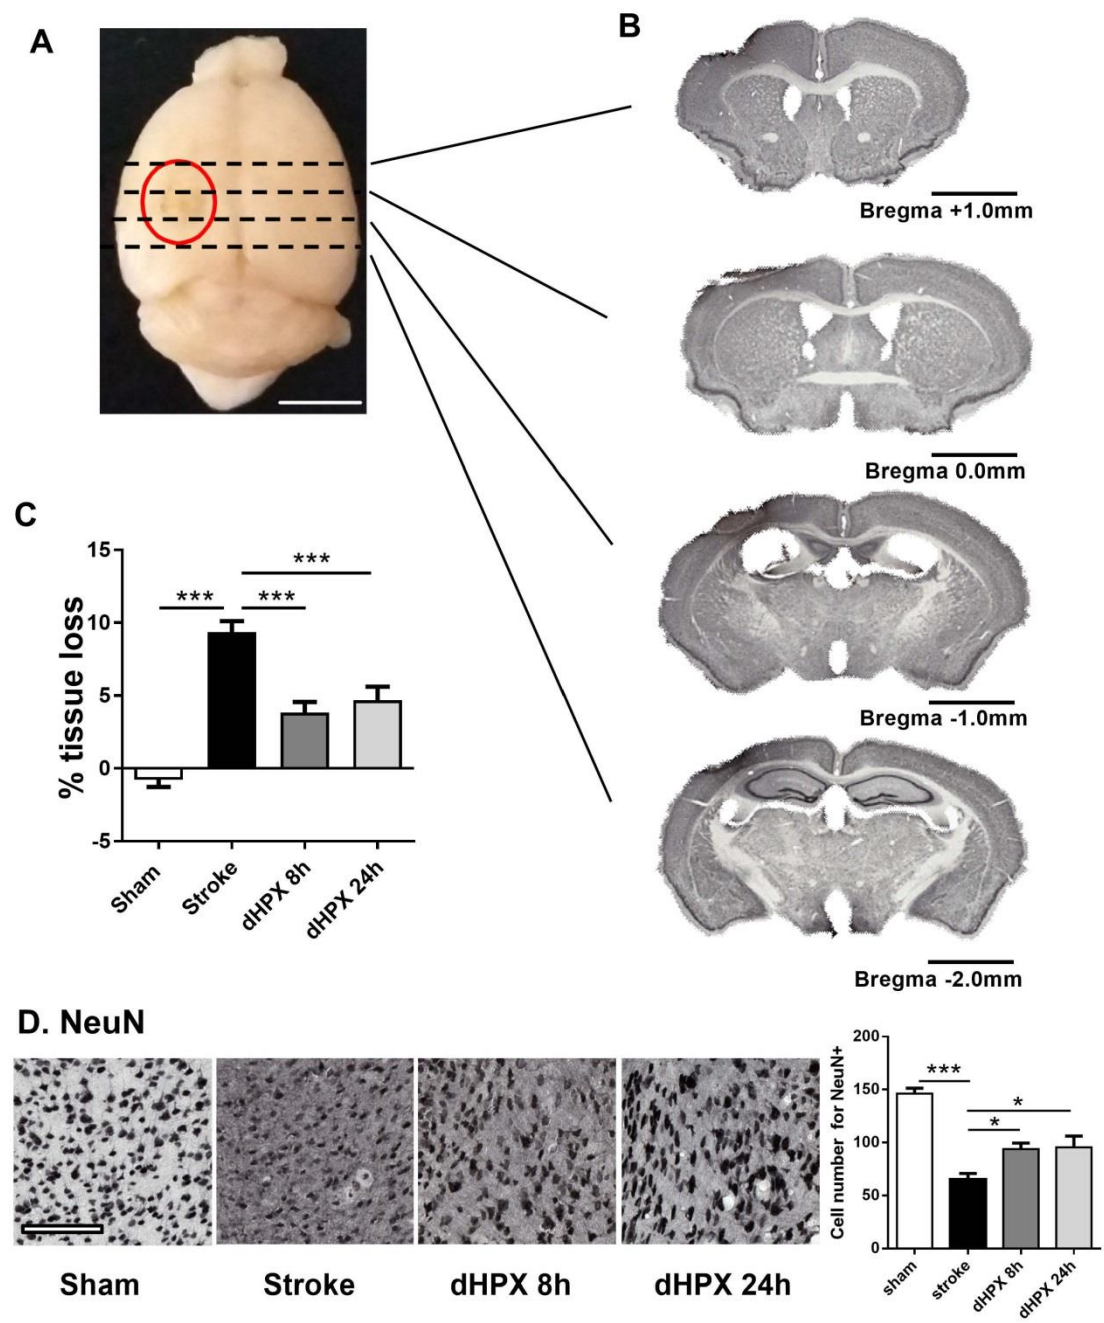 A
B
Bregma +1.0mm
Bregma 0.0mm
Bregma -1.0mm
Bregma -2.0mm
C
% tissue loss
15
10
5
0
-5
***
*** ***
Sham
Stroke
dHPX 8h
dHPX 24h
D. NeuN
Sham
Stroke
dHPX 8h
dHPX 24h
Cell number for NeuN+
200
150
100
50
0
***
*
*
sham
stroke
dHPX 8h
dHPX 24h